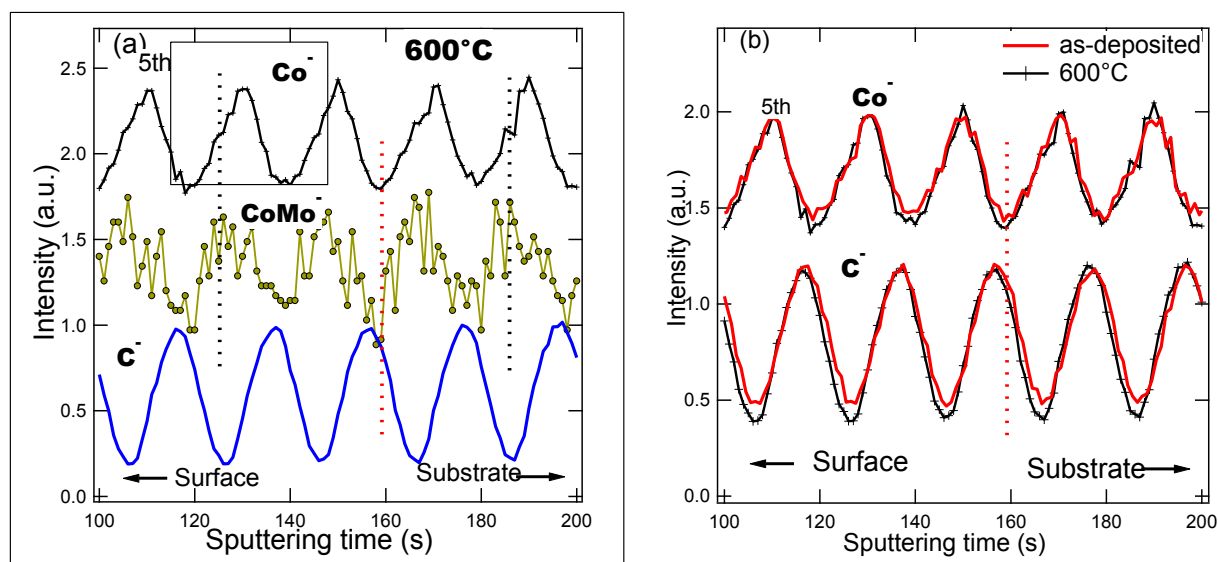 (a)
600°C
5th
Co⁻
CoMo⁻
C⁻
Surface
Substrate
Intensity (a.u.)
2.5
2.0
1.5
1.0
0.5
0.0
100 120 140 160 180 200
Sputtering time (s)
(b)
as-deposited
600°C
5th
Co⁻
C⁻
Surface
Substrate
Intensity (a.u.)
2.0
1.5
1.0
0.5
0.0
100 120 140 160 180 200
Sputtering time (s)